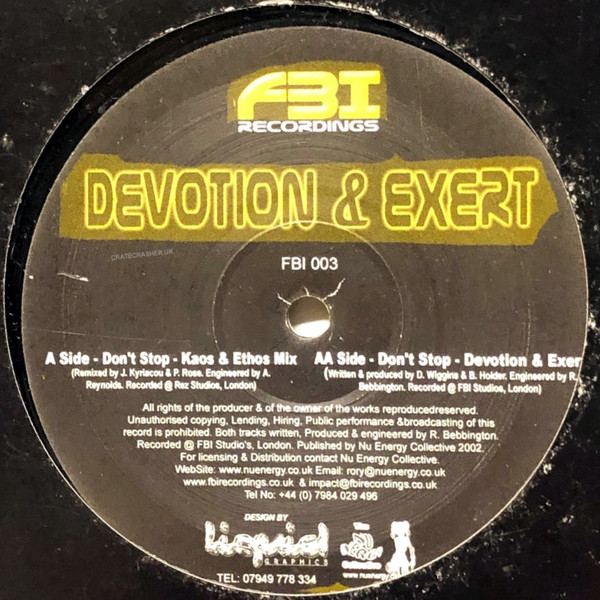 FBI
RECORDINGS
DEVOTION & EXERT
CRATECRASHER.UK
FBI 003
A Side - Don't Stop - Kaos & Ethos Mix
(Remixed by J. Kyriacou & P. Ross. Engineered by A.
Reynolds. Recorded @ Rez Studios, London)
AA Side - Don't Stop - Devotion & Exer
(Written & produced by D. Wiggins & B. Holder. Engineered by R.
Bebbington. Recorded @ FBI Studios, London)
All rights of the producer & of the owner of the works reproducedreserved.
Unauthorised copying, Lending, Hiring, Public performance &broadcasting of this
record is prohibited. Both tracks written, Produced & engineered by R. Bebbington.
Recorded @ FBI Studio's, London. Published by Nu Energy Collective 2002.
For licensing & Distribution contact Nu Energy Collective.
WebSite: www.nuenergy.co.uk Email: rory@nuenergy.co.uk
www.fbirecordings.co.uk & impact@fbirecordings.co.uk
Tel No: +44 (0) 7984 029 496
DESIGN BY
liquid
GRAPHICS
TEL: 07949 778 334
Collective
www.nuenergy.c